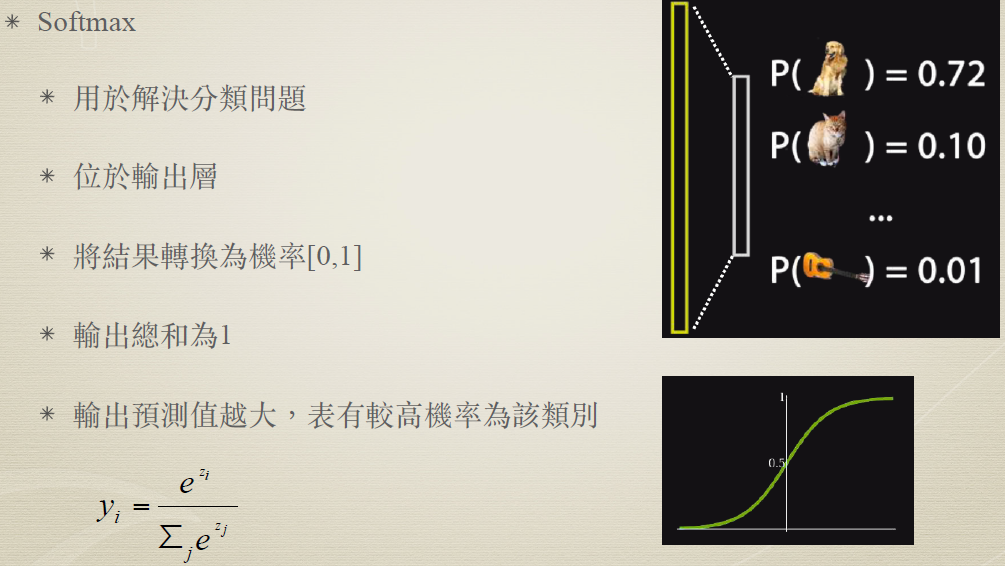 Softmax
用於解決分類問題
位於輸出層
將結果轉換為機率[0,1]
輸出總和為1
輸出預測值越大，表有較高機率為該類別
y_i = e^{z_i} / ∑_j e^{z_j}
P( ) = 0.72
P( ) = 0.10
...
P( ) = 0.01
1
0.5